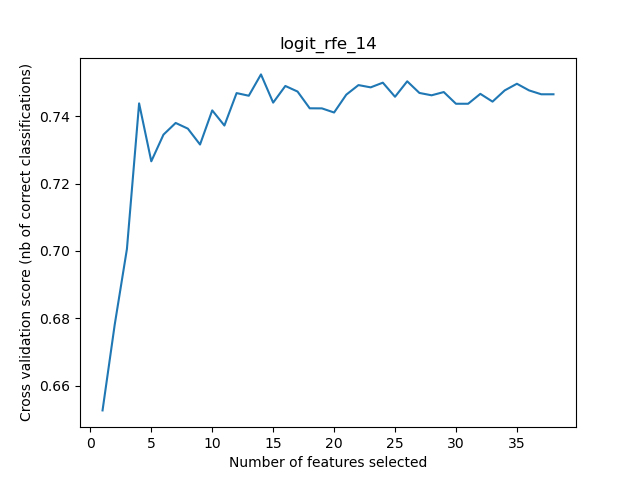 logit_rfe_14
Cross validation score (nb of correct classifications)
0.74
0.72
0.70
0.68
0.66
0 5 10 15 20 25 30 35
Number of features selected